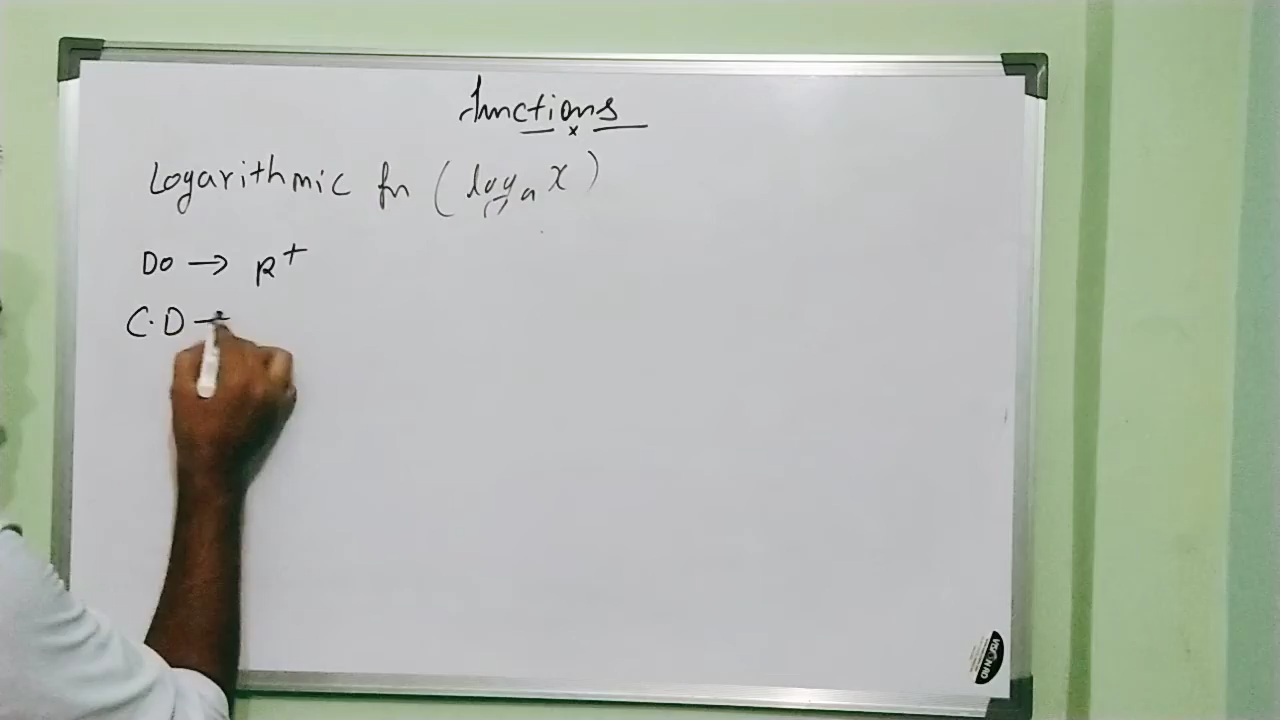 Functions
Logarithmic fn (logₐ x)
Do → R⁺
C.D →